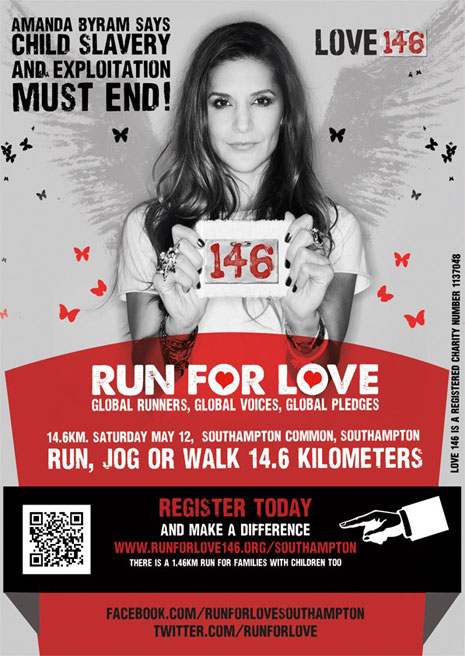 AMANDA BYRAM SAYS
CHILD SLAVERY
AND EXPLOITATION
MUST END!
LOVE146
146
RUN FOR LOVE
GLOBAL RUNNERS, GLOBAL VOICES, GLOBAL PLEDGES
14.6KM. SATURDAY MAY 12, SOUTHAMPTON COMMON, SOUTHAMPTON
RUN, JOG OR WALK 14.6 KILOMETERS
LOVE 146 IS A REGISTERED CHARITY NUMBER 1137048
REGISTER TODAY
AND MAKE A DIFFERENCE
WWW.RUNFORLOVE146.ORG/SOUTHAMPTON
THERE IS A 1.46KM RUN FOR FAMILIES WITH CHILDREN TOO
FACEBOOK.COM/RUNFORLOVESOUTHAMPTON
TWITTER.COM/RUNFORLOVE